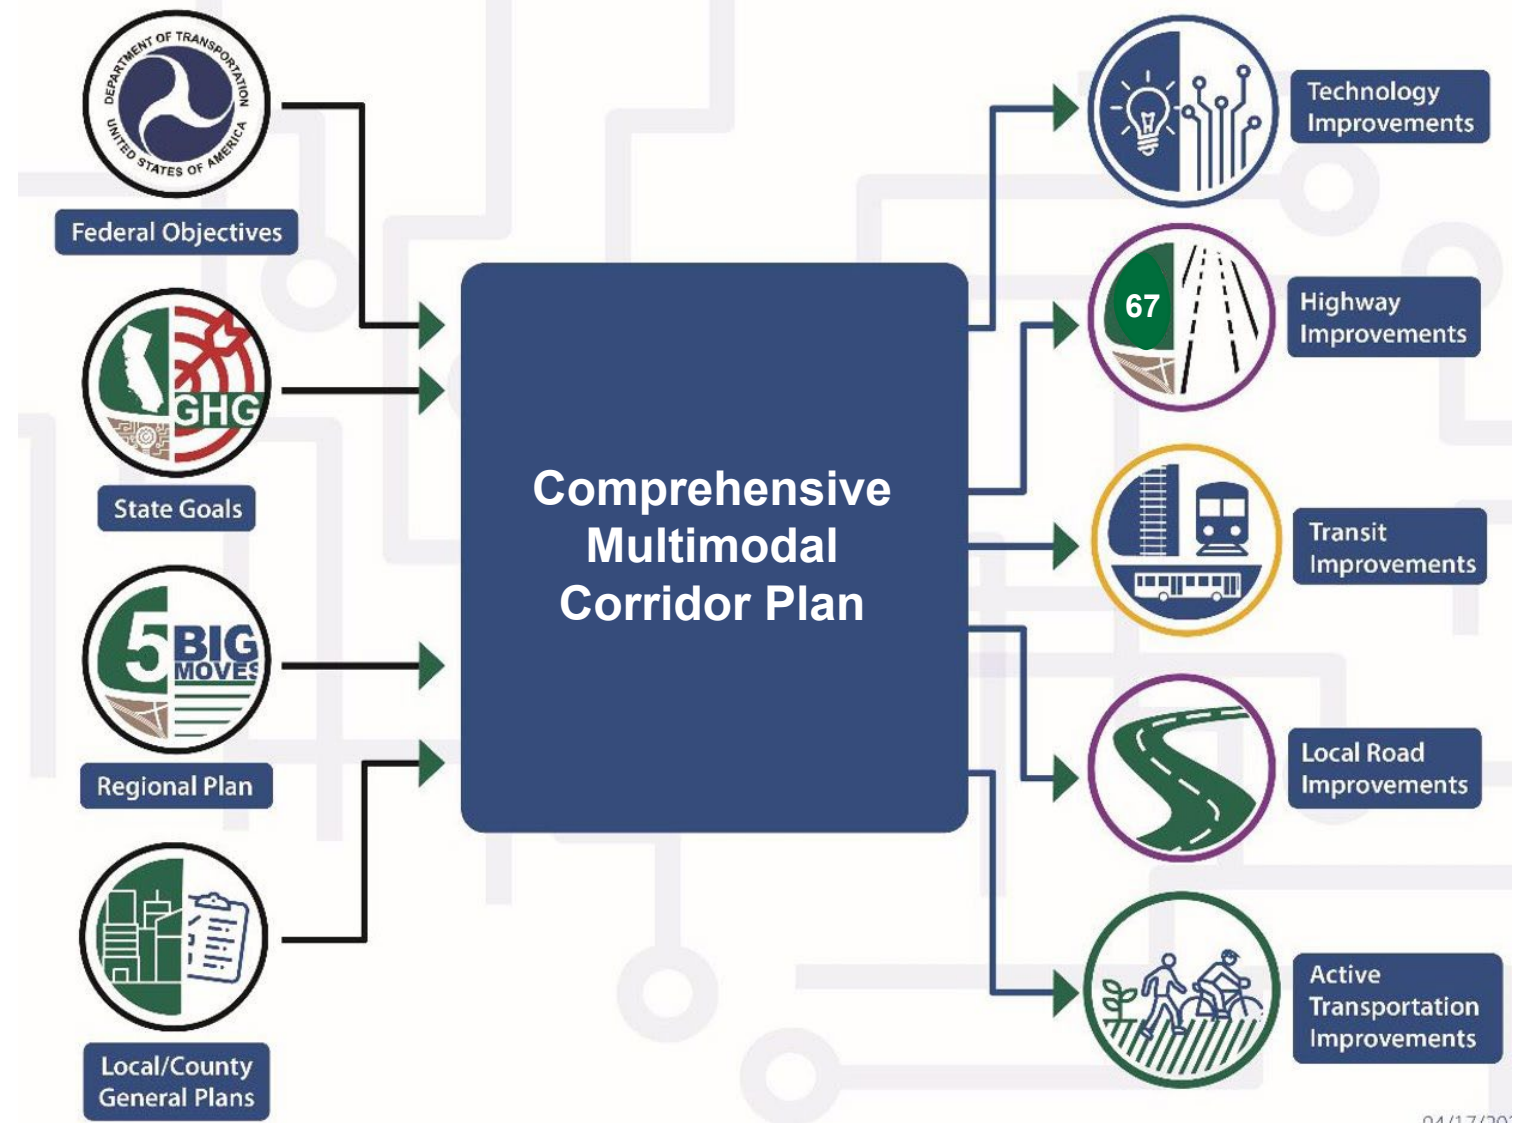 DEPARTMENT OF TRANSPORTATION
UNITED STATES OF AMERICA
Federal Objectives
GHG
State Goals
5 BIG
MOVES
Regional Plan
Local/County
General Plans
Comprehensive
Multimodal
Corridor Plan
Technology
Improvements
67
Highway
Improvements
Transit
Improvements
Local Road
Improvements
Active
Transportation
Improvements